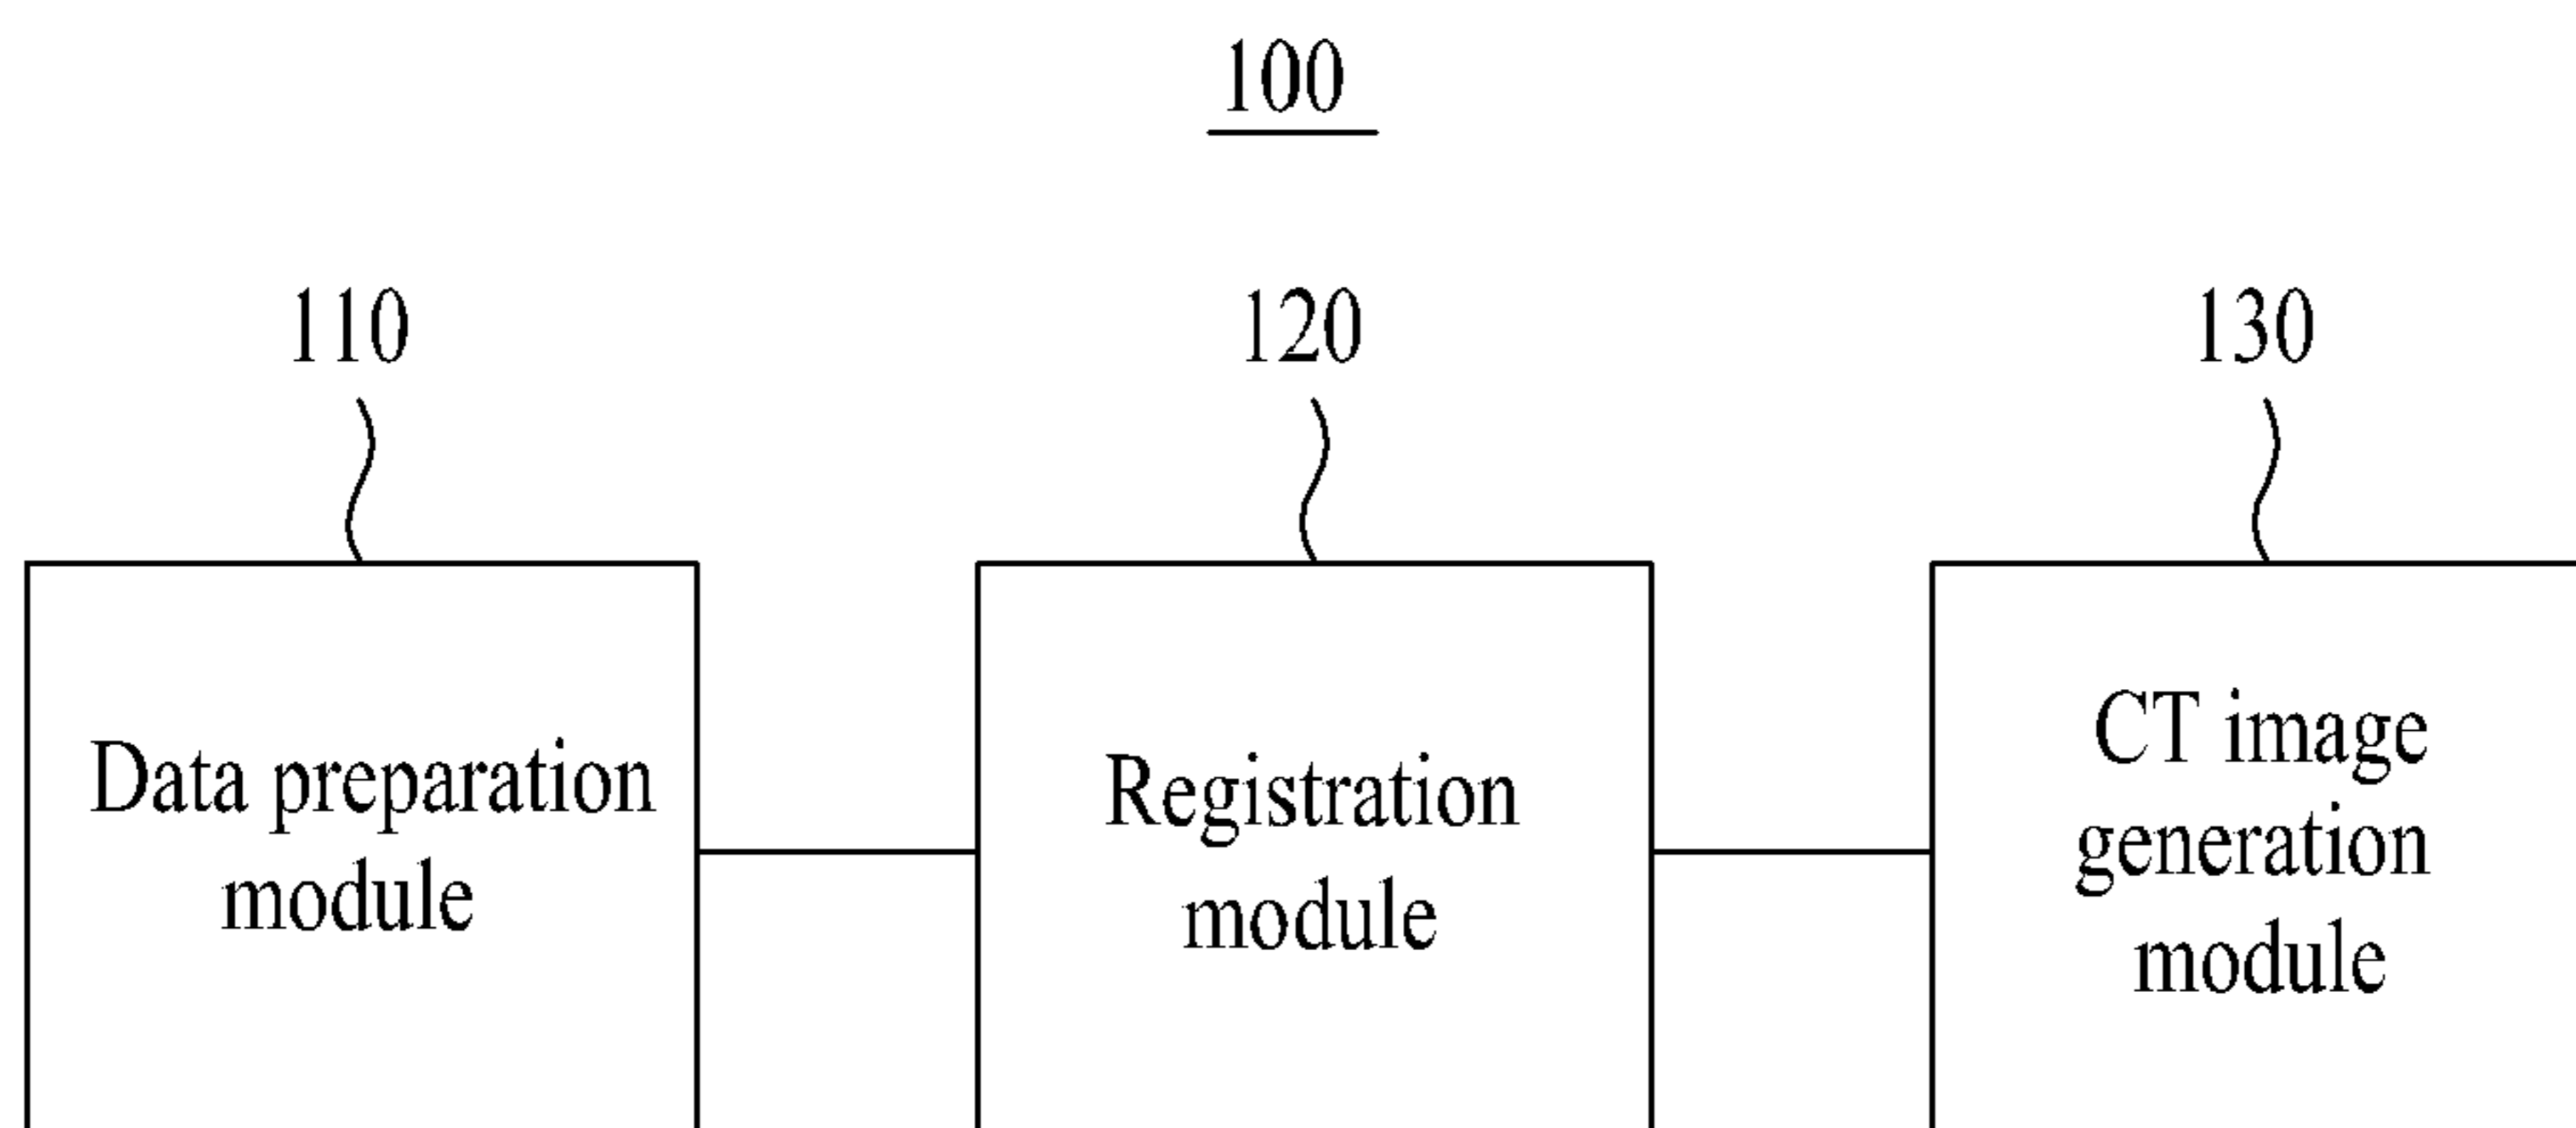 100
110
120
130
Data preparation
module
Registration
module
CT image
generation
module